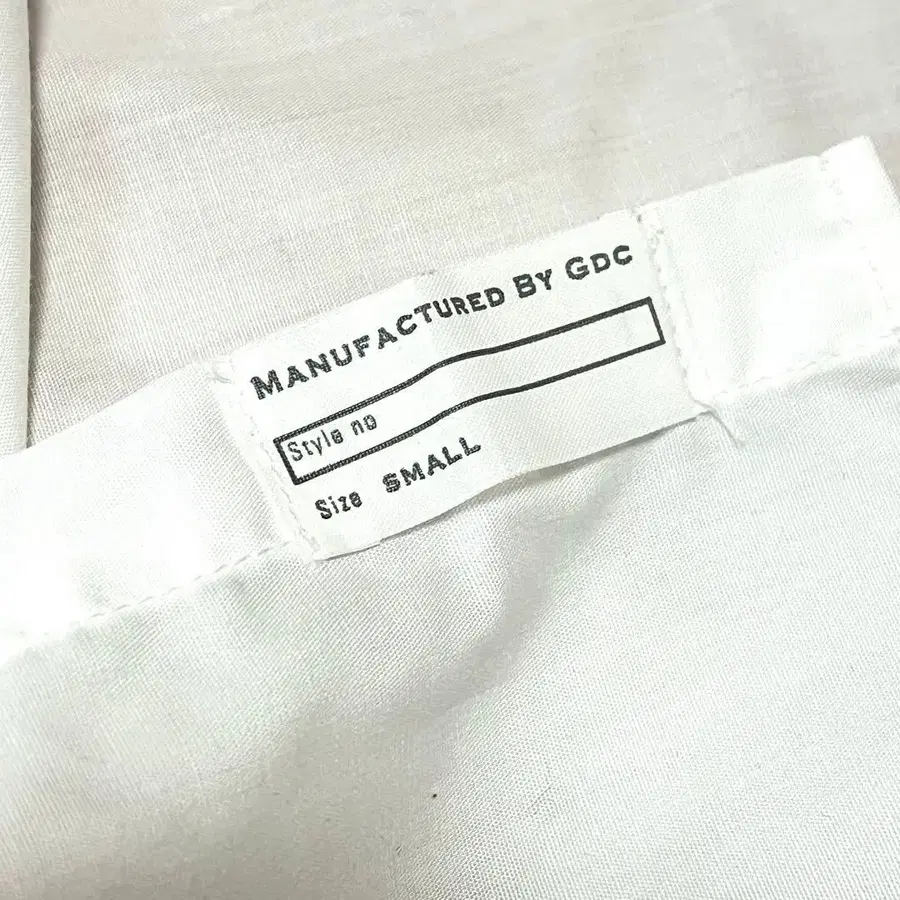 MANUFACTURED BY GDC
Style no
Size SMALL